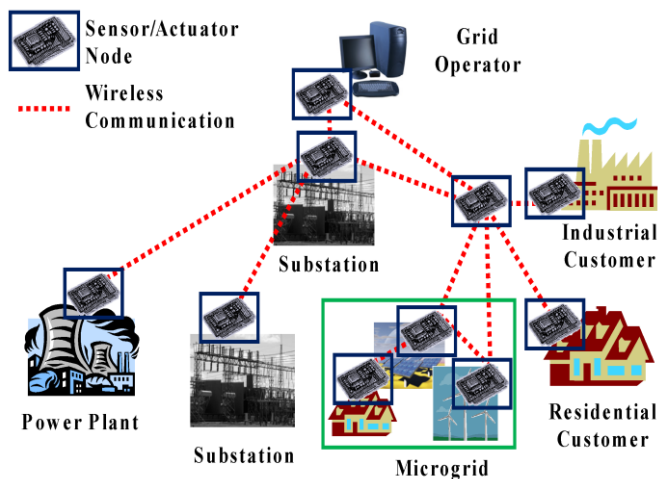 Sensor/Actuator
Node
Wireless
Communication
Grid
Operator
Industrial
Customer
Substation
Power Plant
Substation
Microgrid
Residential
Customer